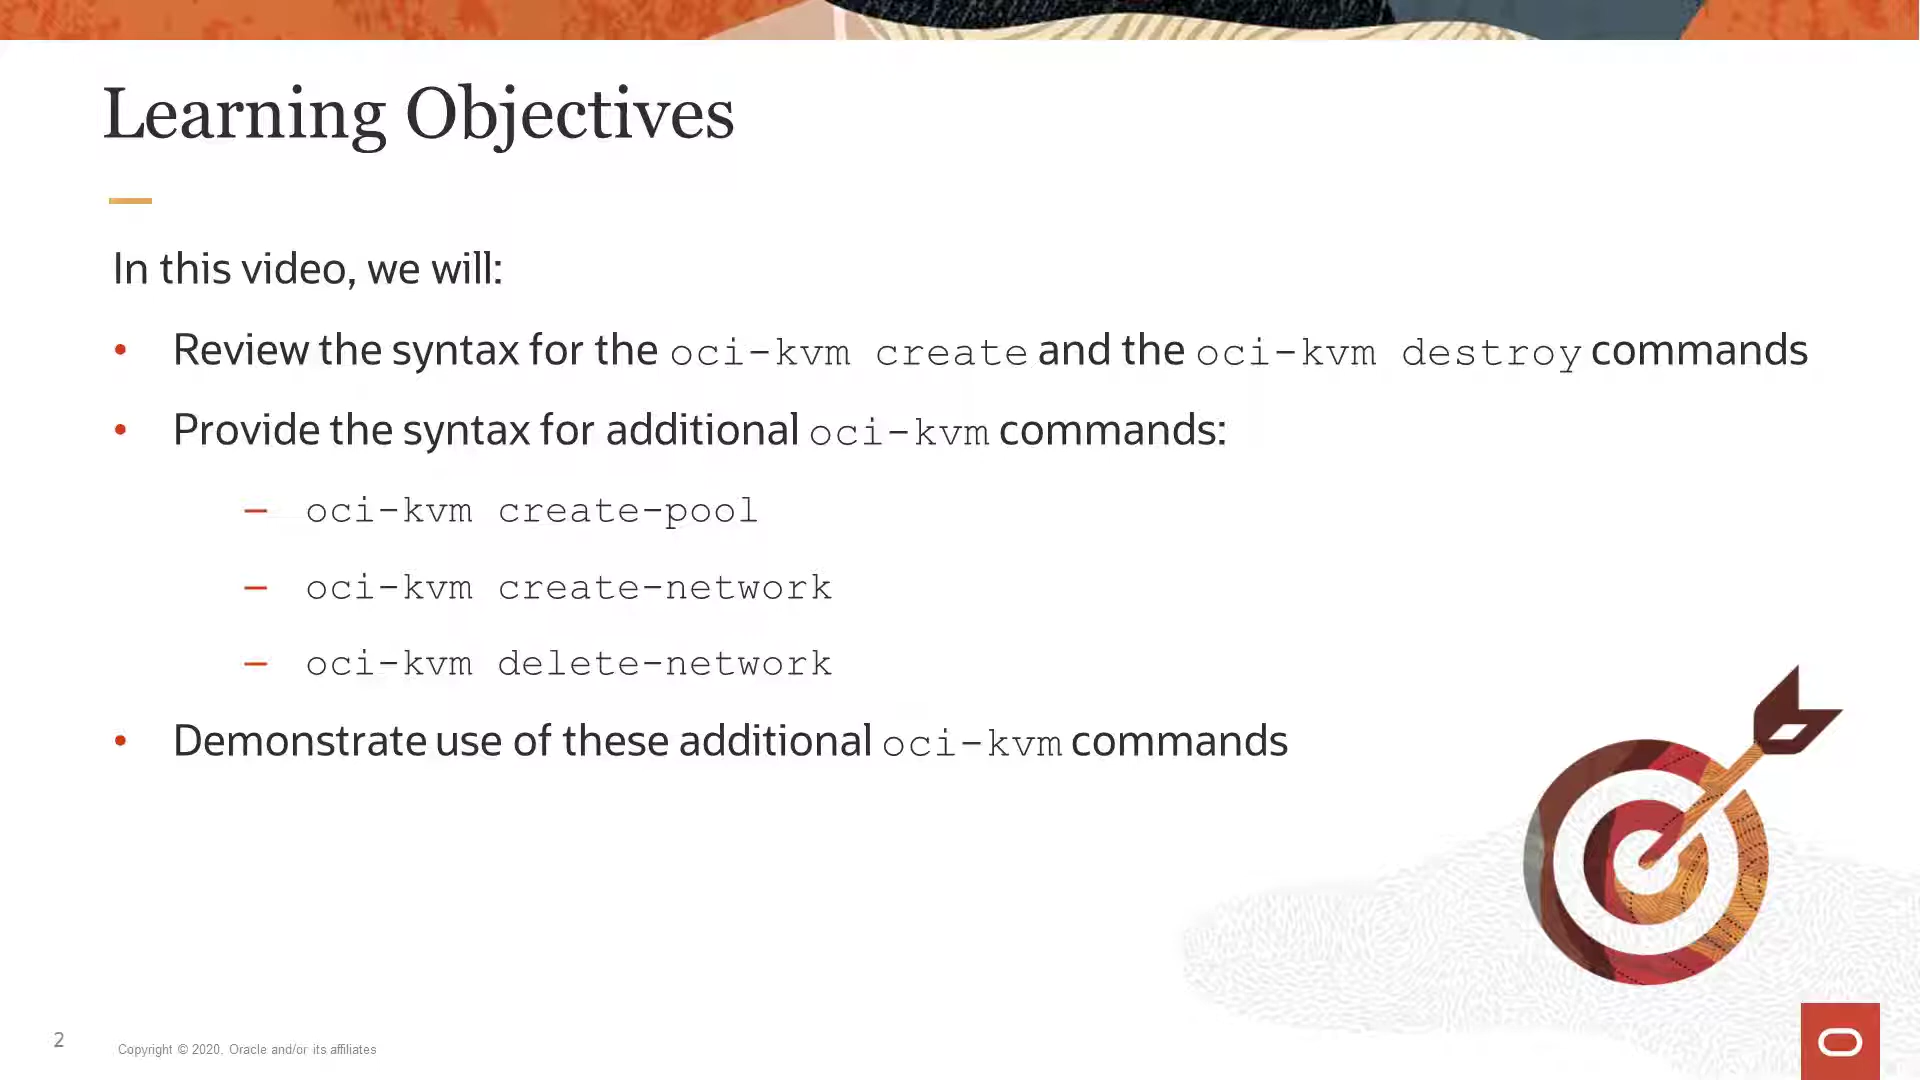 Learning Objectives
In this video, we will:
• Review the syntax for the oci-kvm create and the oci-kvm destroy commands
• Provide the syntax for additional oci-kvm commands:
– oci-kvm create-pool
– oci-kvm create-network
– oci-kvm delete-network
• Demonstrate use of these additional oci-kvm commands
2
Copyright © 2020. Oracle and/or its affiliates